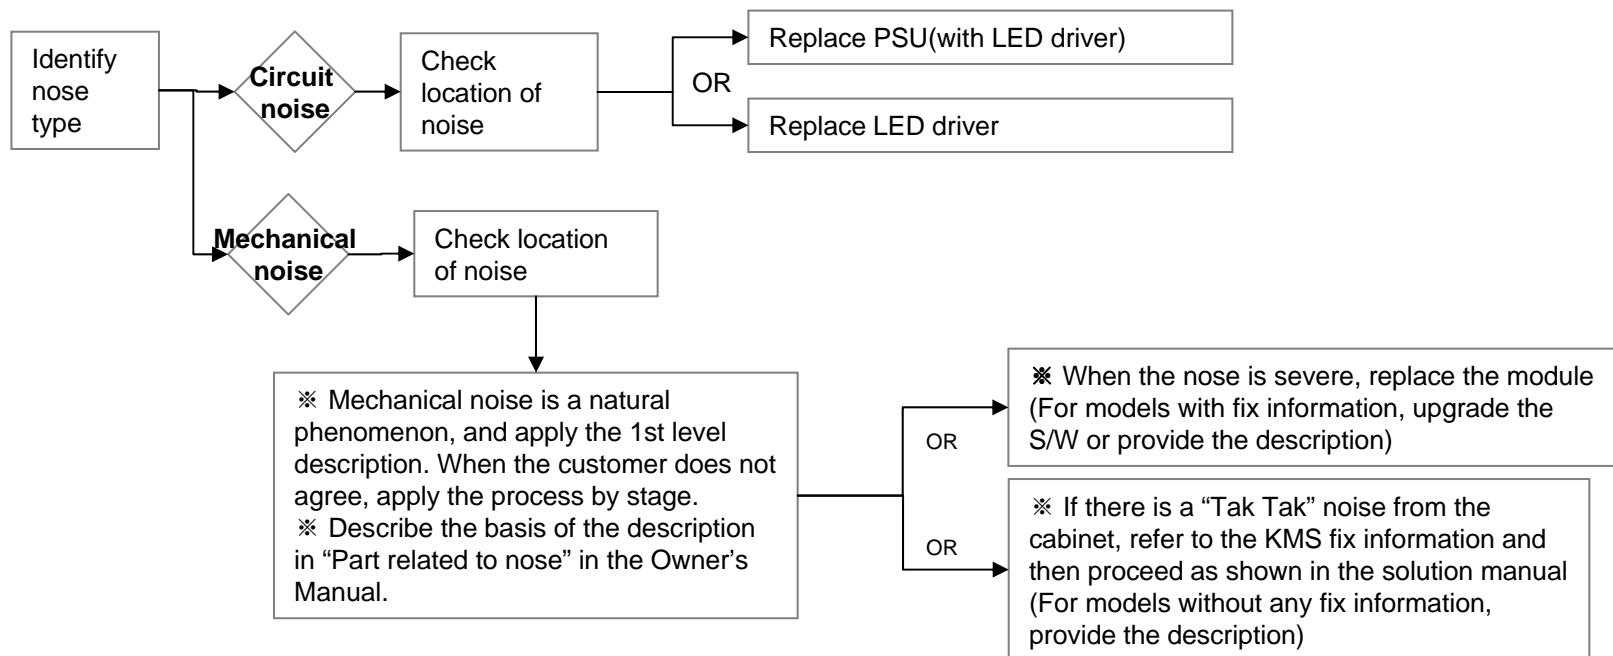 Identify
nose
type
Circuit
noise
Check
location of
noise
OR
Replace PSU(with LED driver)
Replace LED driver
Mechanical
noise
Check location
of noise
※ Mechanical noise is a natural
phenomenon, and apply the 1st level
description. When the customer does not
agree, apply the process by stage.
※ Describe the basis of the description
in “Part related to nose” in the Owner’s
Manual.
OR
※ When the nose is severe, replace the module
(For models with fix information, upgrade the
S/W or provide the description)
OR
※ If there is a “Tak Tak” noise from the
cabinet, refer to the KMS fix information and
then proceed as shown in the solution manual
(For models without any fix information,
provide the description)